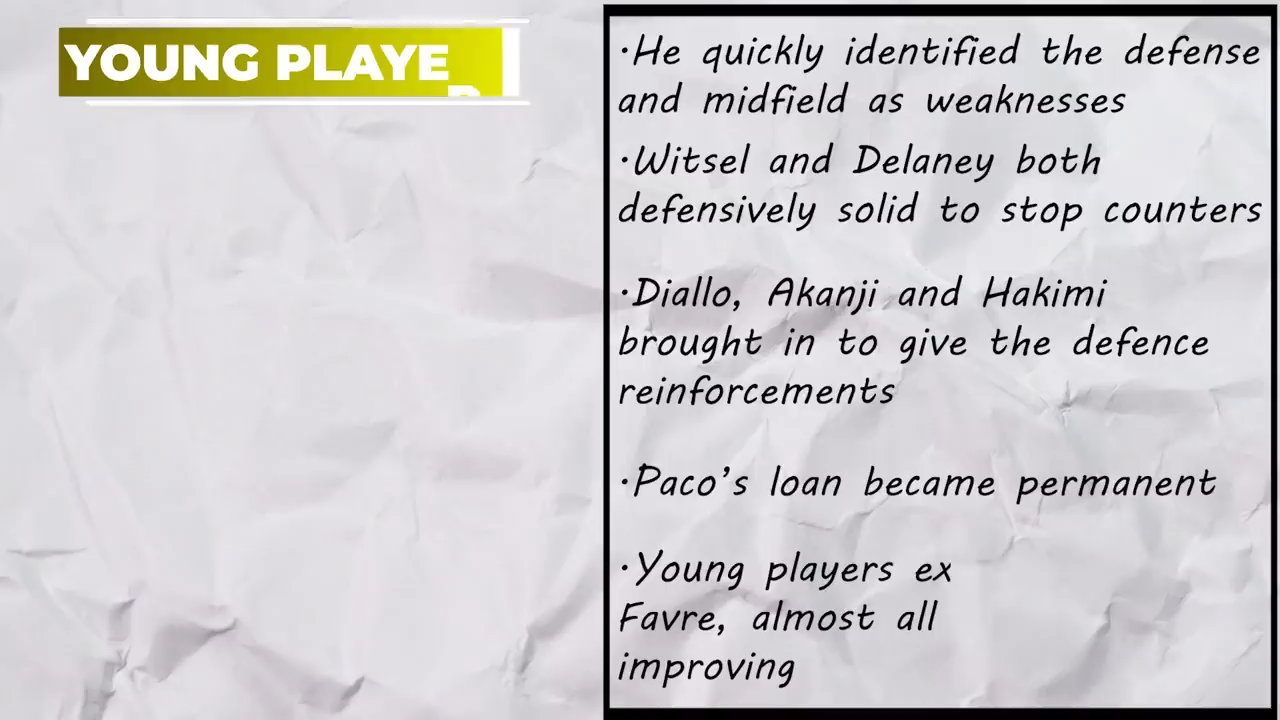 YOUNG PLAYE
·He quickly identified the defense
and midfield as weaknesses
·Witsel and Delaney both
defensively solid to stop counters
·Diallo, Akanji and Hakimi
brought in to give the defence
reinforcements
·Paco's loan became permanent
·Young players ex
Favre, almost all
improving